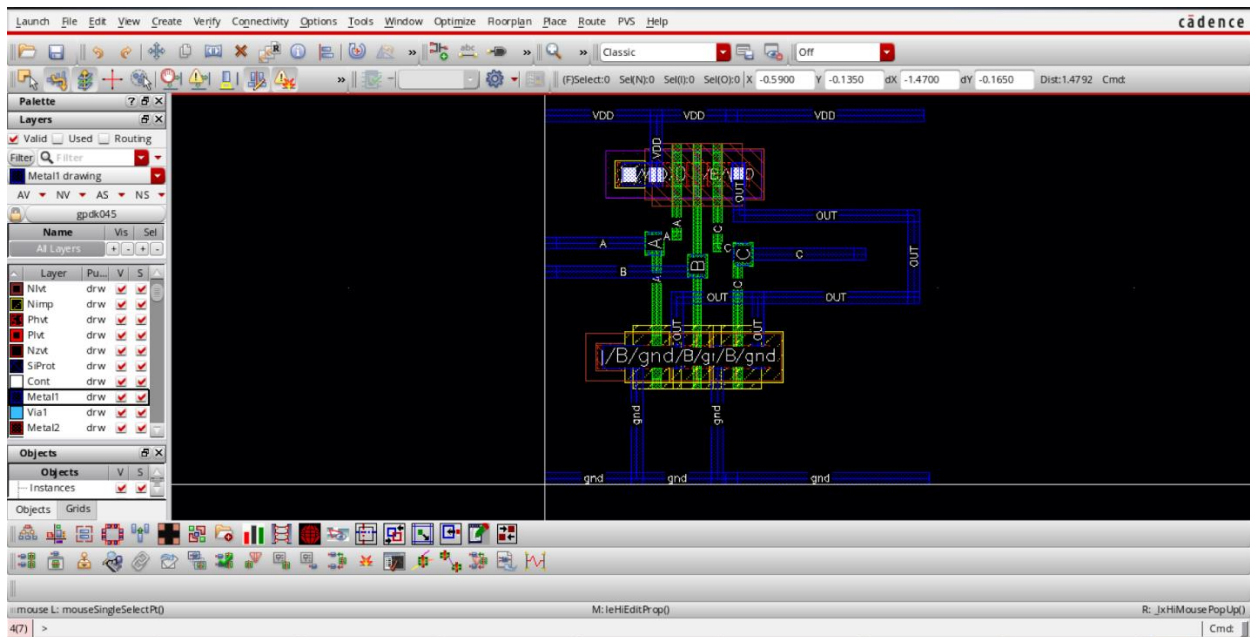 Launch File Edit View Create Verify Connectivity Options Tools Window Optimize Floorplan Place Route PVS Help cādence
» » » Classic Off
» (F)Select:0 Sel(N):0 Sel(I):0 Sel(O):0 X -0.5900 Y -0.1350 dX -1.4700 dY -0.1650 Dist:1.4792 Cmd:
Palette
Layers
Valid Used Routing
Filter Filter
Metal1 drawing
AV NV AS NS
gpdk045
Name Vis Sel
All Layers + - + -
Layer Pu... V S
Nlvt drw
Nimp drw
Phvt drw
Plvt drw
Nzvt drw
SiProt drw
Cont drw
Metal1 drw
Via1 drw
Metal2 drw
Objects
Objects V S
Instances
Objects Grids
VDD VDD VDD
VDD
OUT
OUT
A A A A
C C C C
B B
A
C
OUT
OUT OUT
OUT OUT
/B/gnd /B/g /B/gnd
gnd gnd
gnd gnd gnd
mouse L: mouseSingleSelectPt() M: leHiEditProp() R: _lxHiMousePopUp()
4(7) > Cmd: